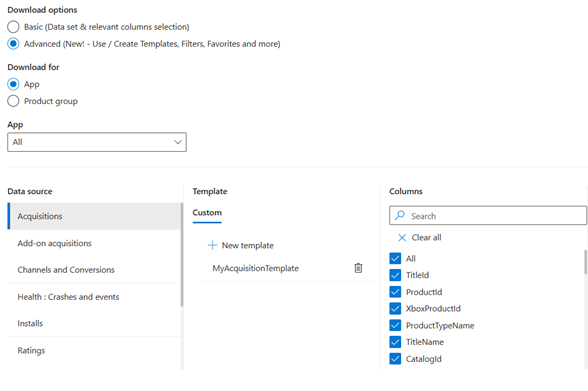 Download options
Basic (Data set & relevant columns selection)
Advanced (New! - Use / Create Templates, Filters, Favorites and more)
Download for
App
Product group
App
All
Data source
Acquisitions
Add-on acquisitions
Channels and Conversions
Health : Crashes and events
Installs
Ratings
Template
Custom
New template
MyAcquisitionTemplate
Columns
Search
Clear all
All
TitleId
ProductId
XboxProductId
ProductTypeName
TitleName
CatalogId